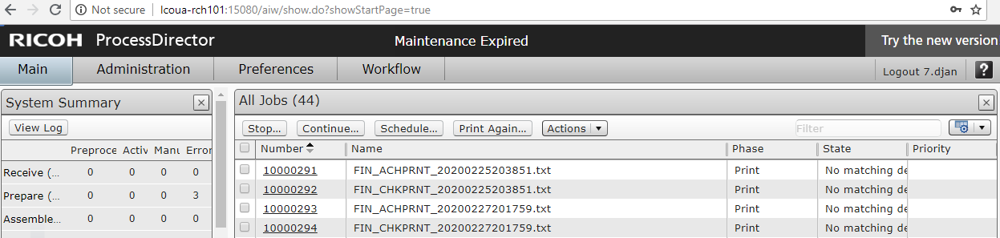 Not secure | lcoua-rch101:15080/aiw/show.do?showStartPage=true
RICOH ProcessDirector Maintenance Expired Try the new version
Main Administration Preferences Workflow Logout 7.djan ?
System Summary
View Log
Preproce Activ Manu Error
Receive (... 0 0 0 0
Prepare (... 0 0 0 3
Assemble... 0 0 0 0
All Jobs (44)
Stop... Continue... Schedule... Print Again... Actions Filter
Number Name Phase State Priority
10000291 FIN_ACHPRNT_20200225203851.txt Print No matching de
10000292 FIN_CHKPRNT_20200225203851.txt Print No matching de
10000293 FIN_ACHPRNT_20200227201759.txt Print No matching de
10000294 FIN_CHKPRNT_20200227201759.txt Print No matching de